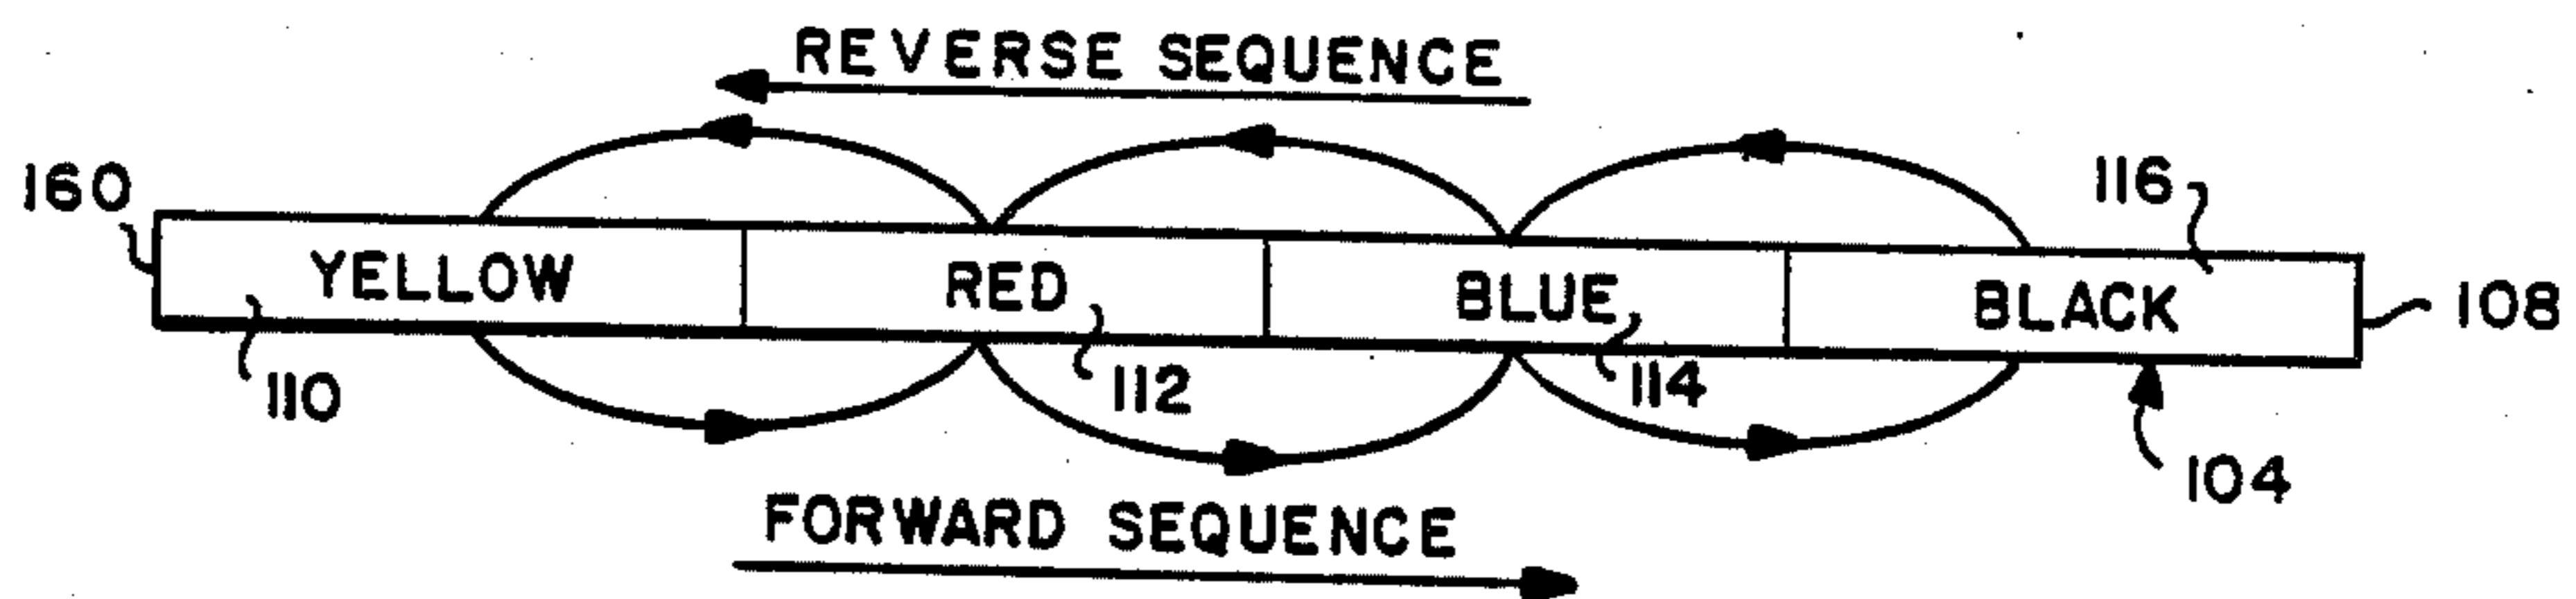 REVERSE SEQUENCE
160
116
YELLOW RED BLUE BLACK
108
110 112 114
104
FORWARD SEQUENCE